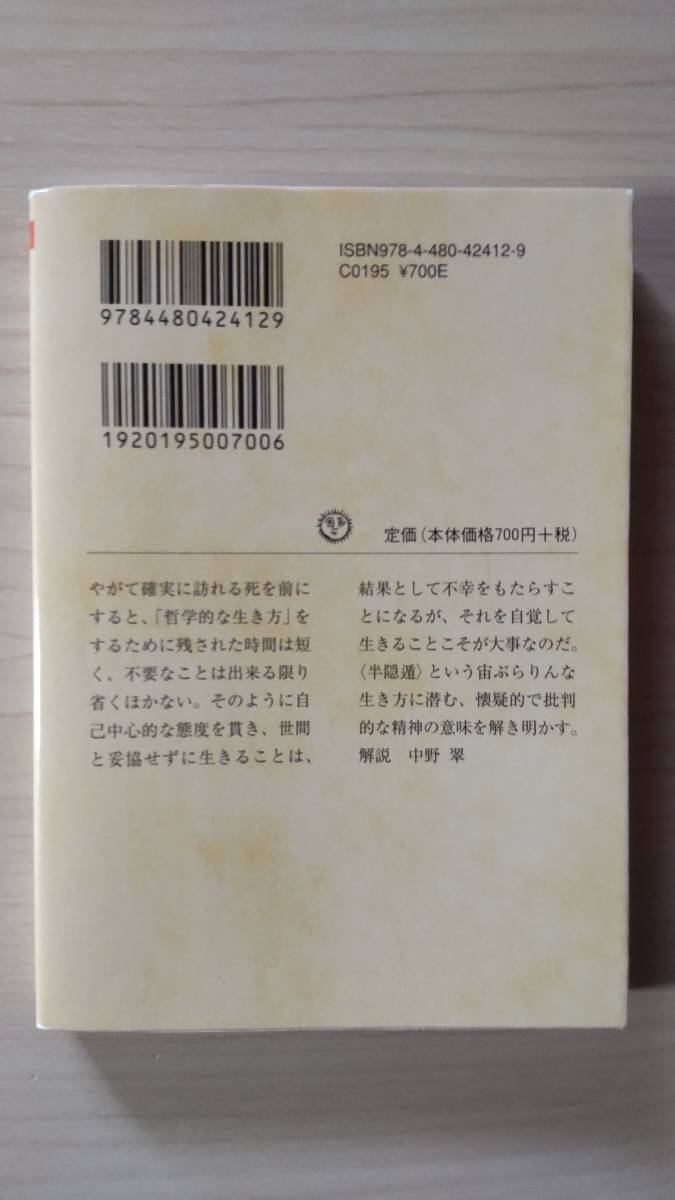 ISBN978-4-480-42412-9
C0195 ¥700E
9784480424129
1920195007006
定価(本体価格700円+税)
やがて確実に訪れる死を前に
すると、「哲学的な生き方」を
するために残された時間は短
く、不要なことは出来る限り
省くほかない。そのように自
己中心的な態度を貫き、世間
と妥協せずに生きることは、
結果として不幸をもたらすこ
とになるが、それを自覚して
生きることこそが大事なのだ。
〈半隠遁〉という宙ぶらりんな
生き方に潜む、懐疑的で批判
的な精神の意味を解き明かす。
解説 中野 翠